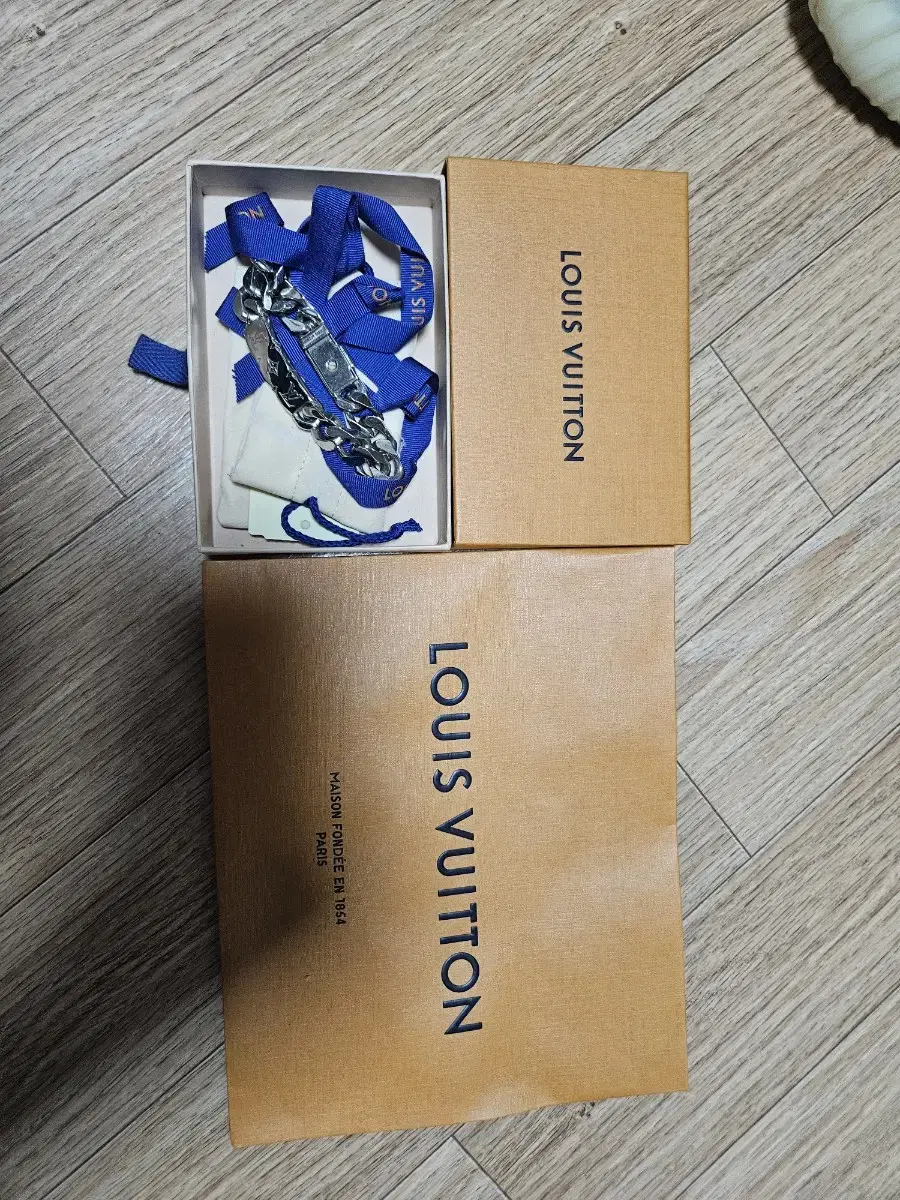 LOUIS VUITTON
LOUIS VUITTON
MAISON FONDÉE EN 1854
PARIS